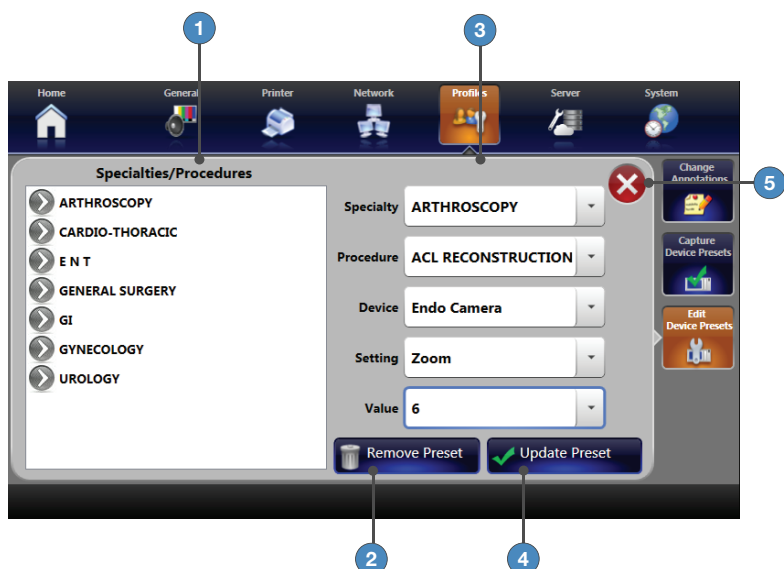 1
3
Home
General
Printer
Network
Profiles
Server
System
Specialties/Procedures
ARTHROSCOPY
CARDIO-THORACIC
E N T
GENERAL SURGERY
GI
GYNECOLOGY
UROLOGY
Specialty
ARTHROSCOPY
Procedure
ACL RECONSTRUCTION
Device
Endo Camera
Setting
Zoom
Value
6
Remove Preset
Update Preset
Change
Annotations
5
Capture
Device Presets
Edit
Device Presets
2
4